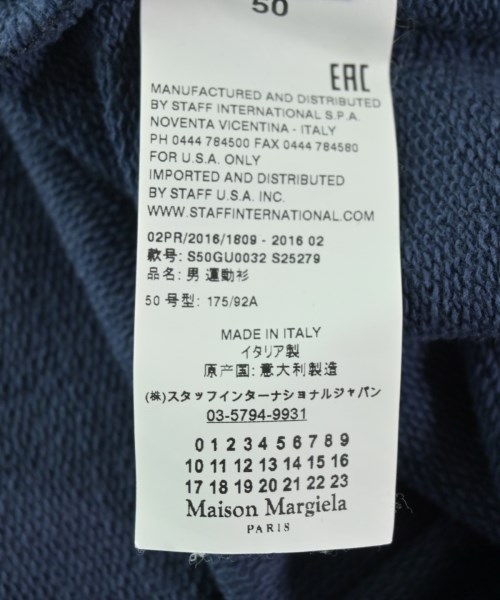 50
EAC
MANUFACTURED AND DISTRIBUTED
BY STAFF INTERNATIONAL S.P.A.
NOVENTA VICENTINA - ITALY
PH 0444 784500 FAX 0444 784580
FOR U.S.A. ONLY
IMPORTED AND DISTRIBUTED
BY STAFF U.S.A. INC.
WWW.STAFFINTERNATIONAL.COM
02PR/2016/1809 - 2016 02
款号: S50GU0032 S25279
品名: 男 運動衫
50 号型: 175/92A
MADE IN ITALY
イタリア製
原产国: 意大利製造
(株)スタッフインターナショナルジャパン
03-5794-9931
0 1 2 3 4 5 6 7 8 9
10 11 12 13 14 15 16
17 18 19 20 21 22 23
Maison Margiela
PARIS